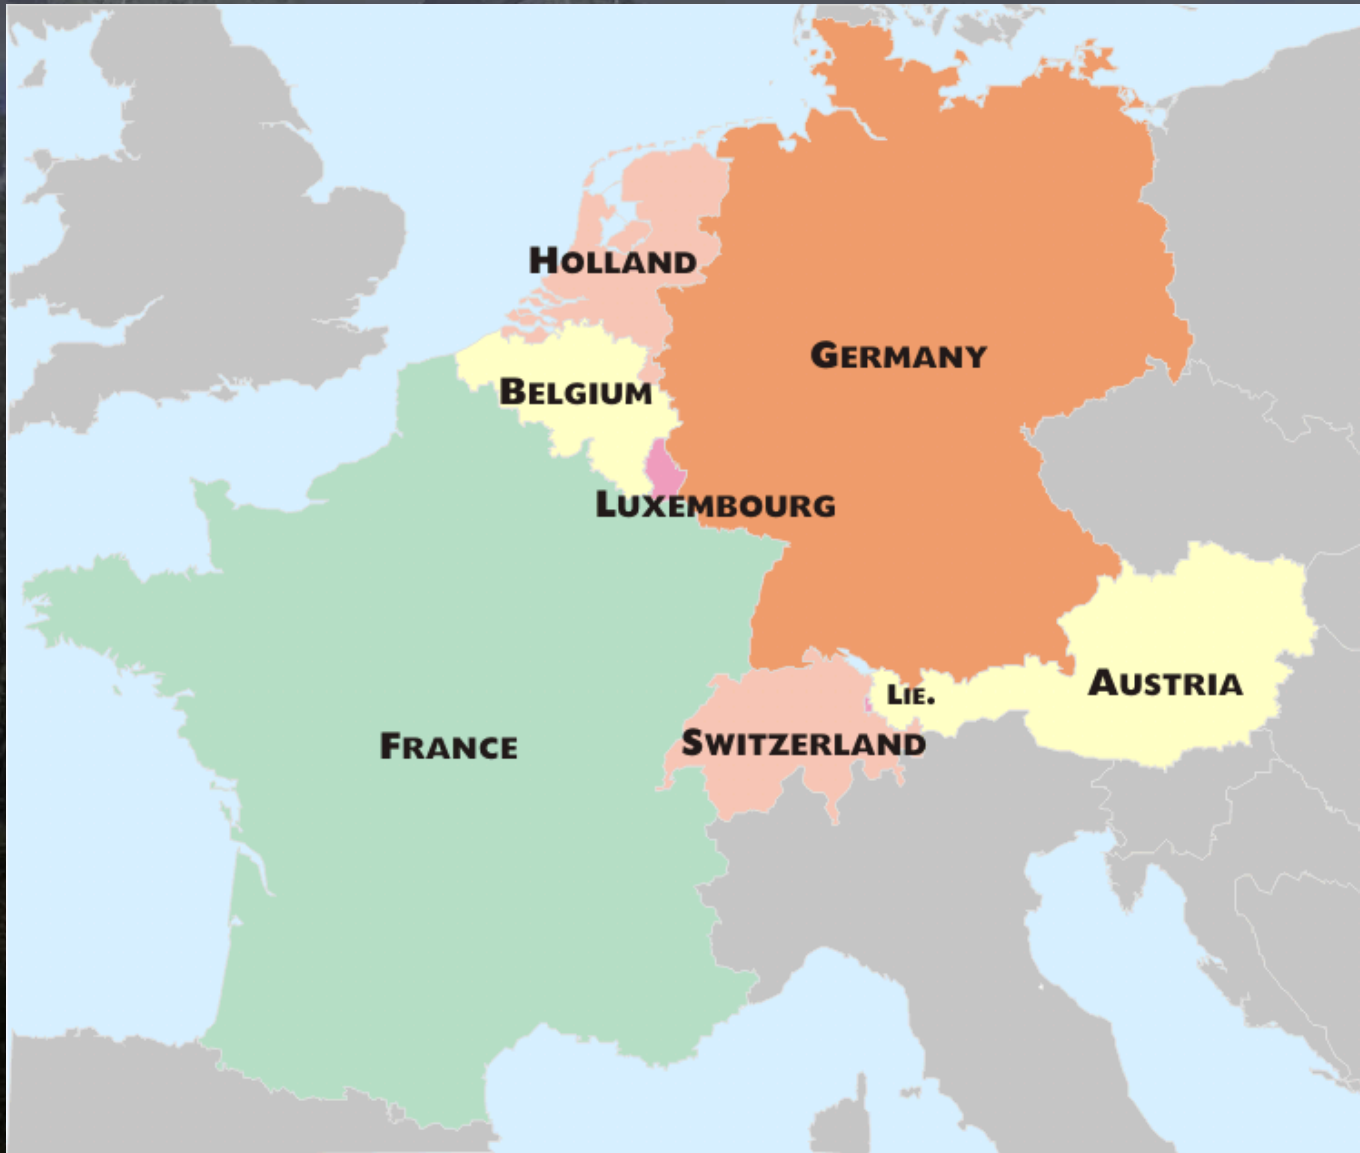 HOLLAND
GERMANY
BELGIUM
LUXEMBOURG
AUSTRIA
LIE.
SWITZERLAND
FRANCE